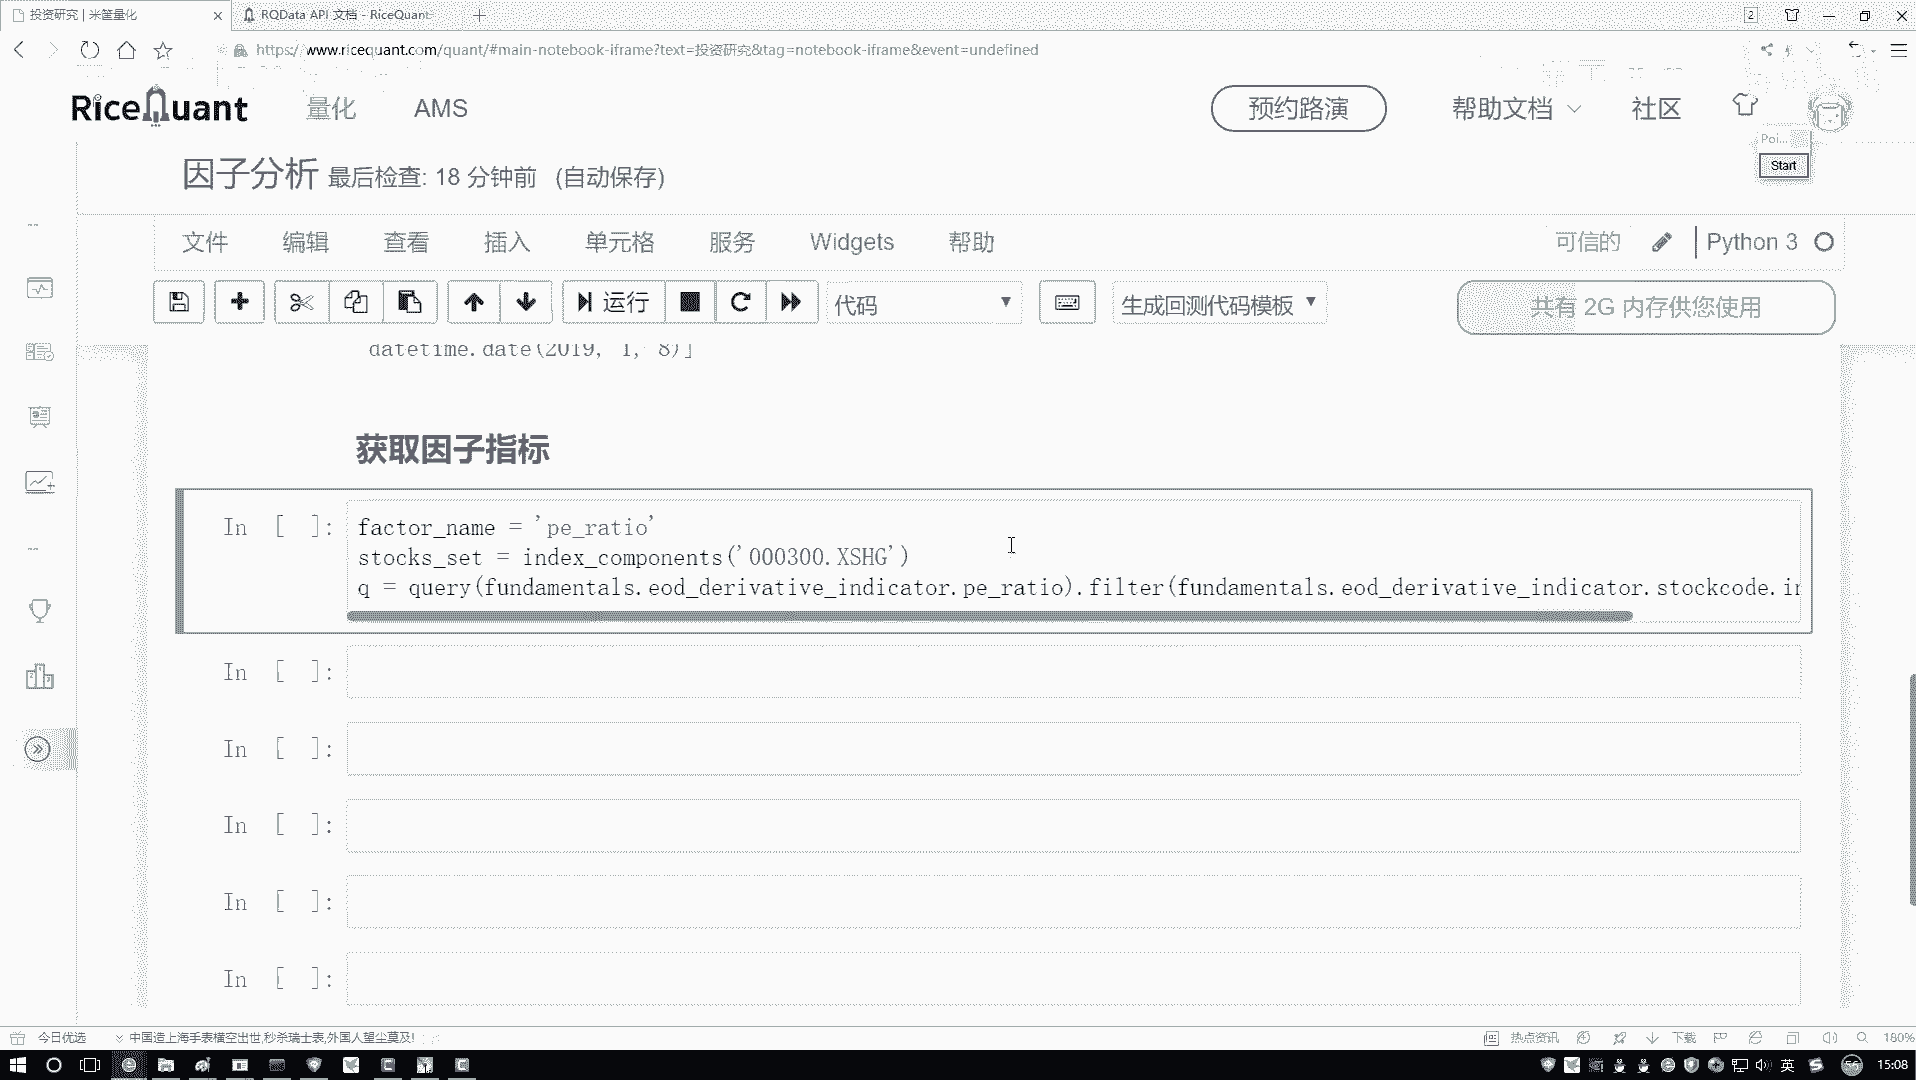 投资研究 | 米筐量化
RQData API 文档 - RiceQuant
2
https://www.ricequant.com/quant/#main-notebook-iframe?text=投资研究&tag=notebook-iframe&event=undefined
RiceQuant 量化 AMS 预约路演 帮助文档 社区
Poi...
Start
因子分析 最后检查: 18 分钟前 (自动保存)
文件 编辑 查看 插入 单元格 服务 Widgets 帮助 可信的 Python 3
运行 代码 生成回测代码模板 共有 2G 内存供您使用
datetime.date(2019, 1, 8)]
获取因子指标
In [ ]: factor_name = 'pe_ratio'
stocks_set = index_components('000300.XSHG')
q = query(fundamentals.eod_derivative_indicator.pe_ratio).filter(fundamentals.eod_derivative_indicator.stockcode.in
In [ ]:
In [ ]:
In [ ]:
In [ ]:
In [ ]:
今日优选 中国造上海手表横空出世,秒杀瑞士表,外国人望尘莫及! 热点资讯 下载 180%
英 56 15:08